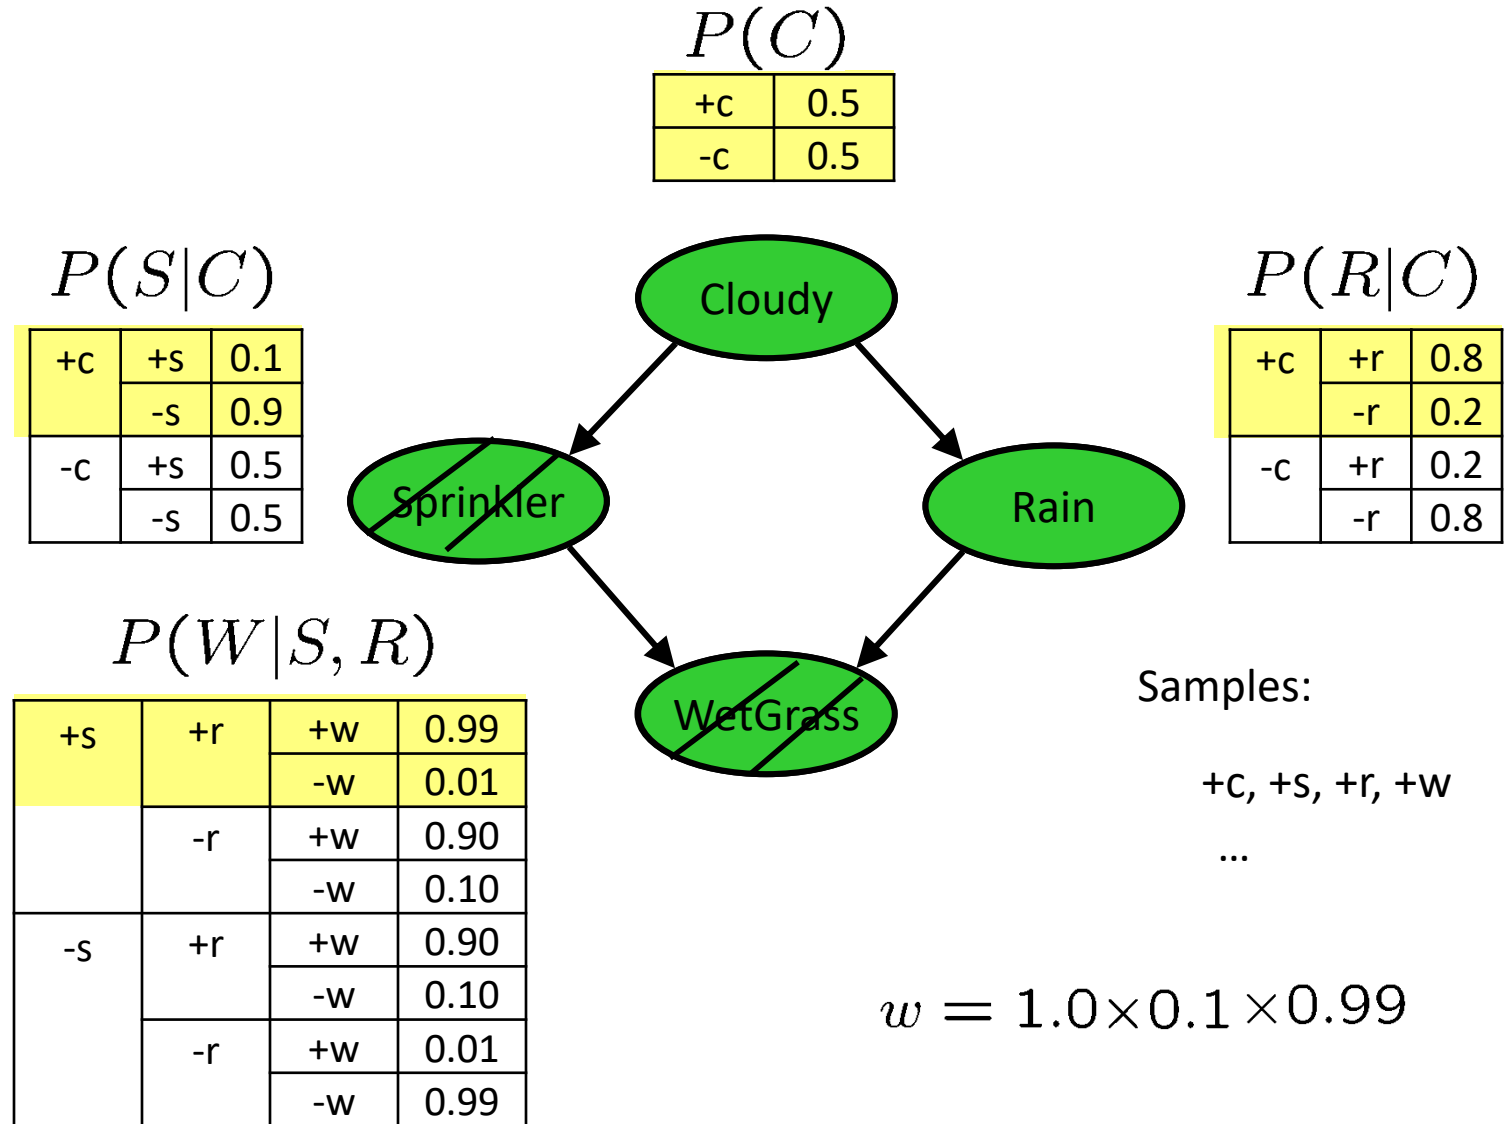 P(C)
+c 0.5
-c 0.5
P(S|C)
+c +s 0.1
-s 0.9
-c +s 0.5
-s 0.5
Cloudy
P(R|C)
+c +r 0.8
-r 0.2
-c +r 0.2
-r 0.8
Sprinkler
Rain
P(W|S, R)
+s +r +w 0.99
-w 0.01
-r +w 0.90
-w 0.10
-s +r +w 0.90
-w 0.10
-r +w 0.01
-w 0.99
WetGrass
Samples:
+c, +s, +r, +w
...
w = 1.0×0.1×0.99